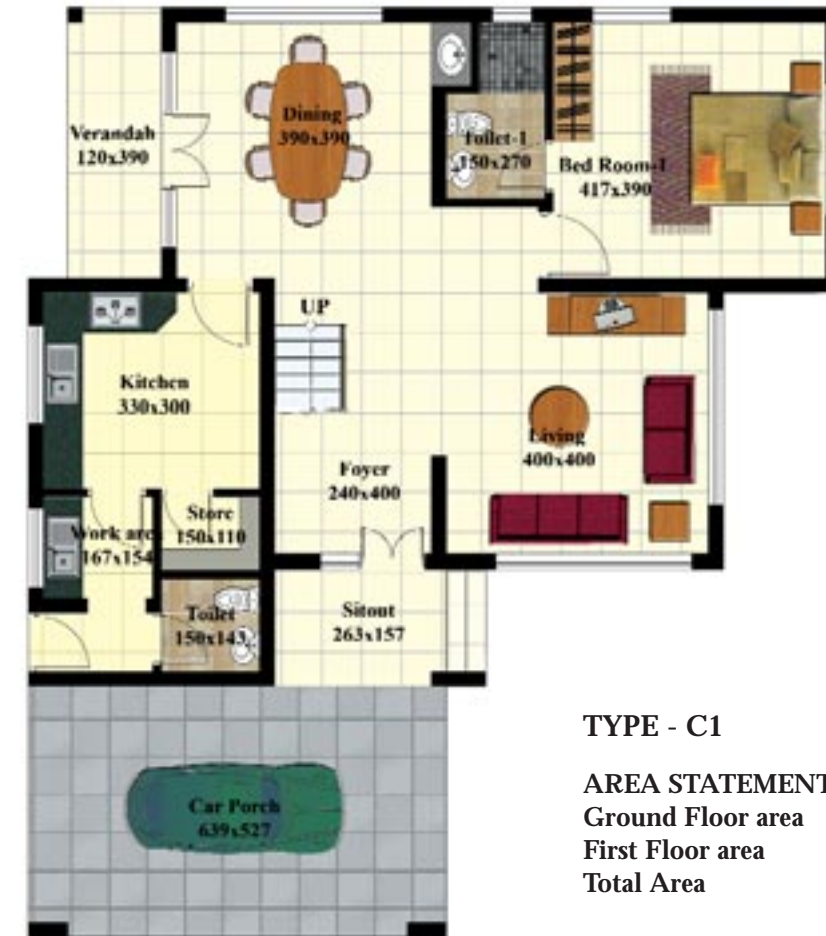 Verandah
120x390
Dining
390x390
Toilet-1
150x270
Bed Room-1
417x390
UP
Kitchen
330x300
Living
400x400
Foyer
240x400
Store
150x110
Work area
167x154
Toilet
150x143
Sitout
263x157
Car Porch
639x527
TYPE - C1
AREA STATEMENT
Ground Floor area
First Floor area
Total Area